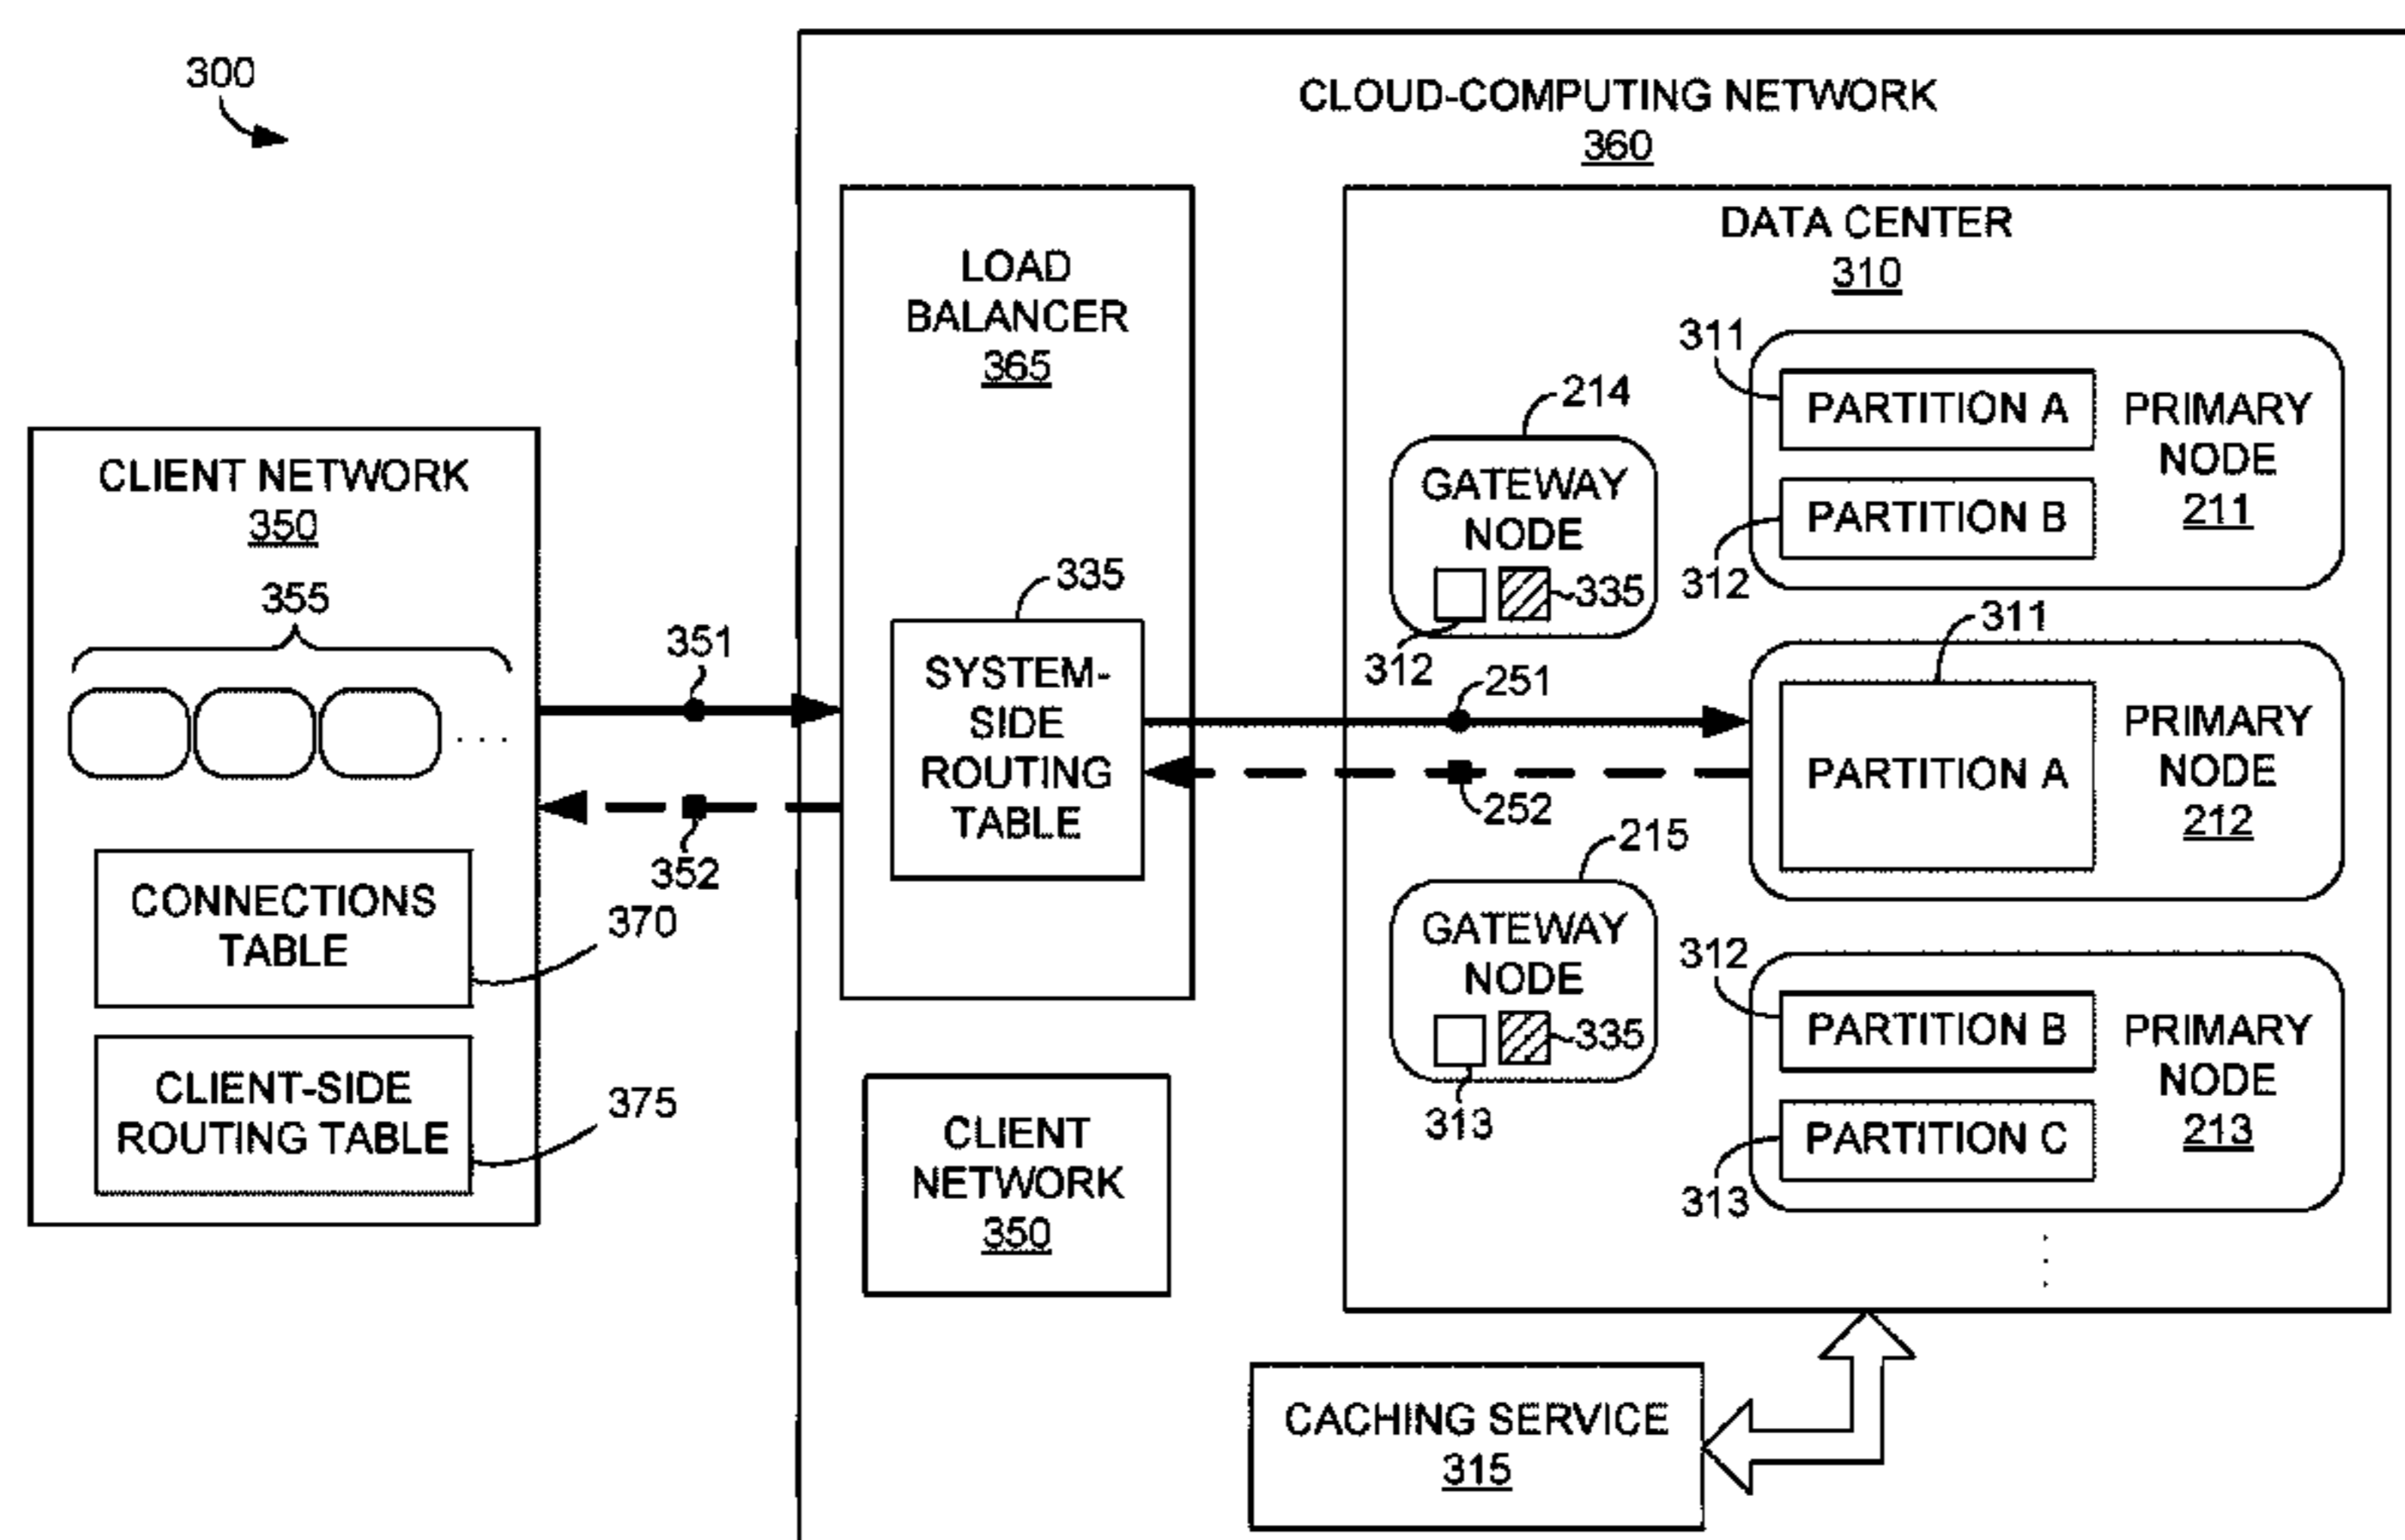 300
CLOUD-COMPUTING NETWORK
360
LOAD
BALANCER
365
335
SYSTEM-
SIDE
ROUTING
TABLE
CLIENT NETWORK
350
355
. . .
CONNECTIONS
TABLE
370
CLIENT-SIDE
ROUTING TABLE
375
351
352
CLIENT
NETWORK
350
DATA CENTER
310
214
GATEWAY
NODE
312
335
251
252
215
GATEWAY
NODE
313
335
311
PARTITION A
312
PARTITION B
PRIMARY
NODE
211
311
PARTITION A
PRIMARY
NODE
212
312
PARTITION B
313
PARTITION C
PRIMARY
NODE
213
CACHING SERVICE
315